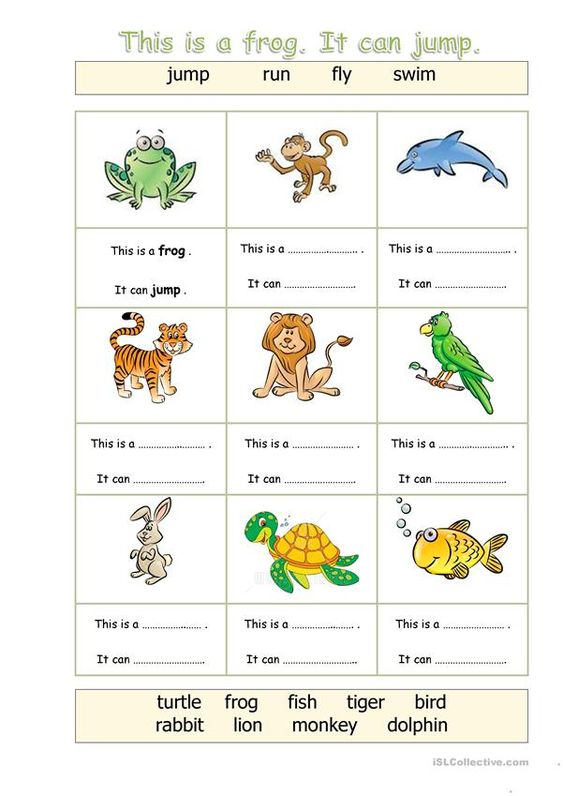 This is a frog. It can jump.
jump run fly swim
This is a frog .
It can jump .
This is a ........................ .
It can .........................
This is a ........................ .
It can .........................
This is a ........................ .
It can .........................
This is a ........................ .
It can .........................
This is a ........................ .
It can .........................
This is a ..................... .
It can .........................
This is a ..................... .
It can .........................
This is a ..................... .
It can .........................
turtle frog fish tiger bird
rabbit lion monkey dolphin
iSLCollective.com